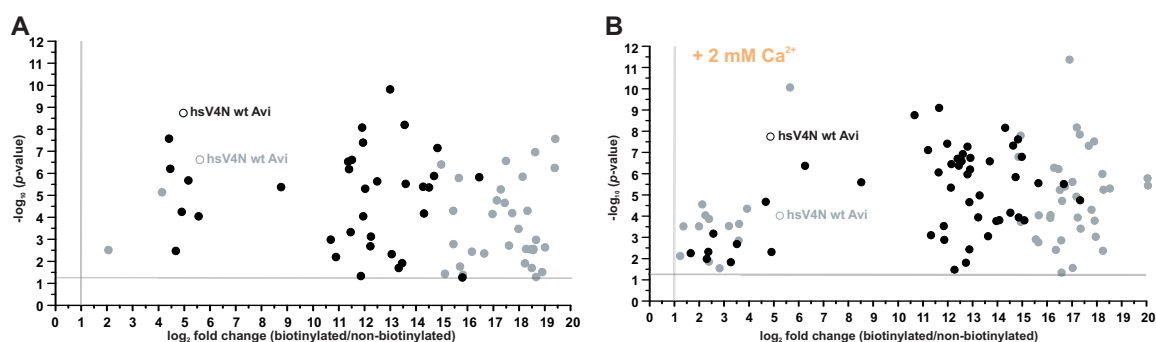 A
12
11
10
9
8
7
6
5
4
3
2
1
0
-log₁₀ (p-value)
hsV4N wt Avi
hsV4N wt Avi
0 1 2 3 4 5 6 7 8 9 10 11 12 13 14 15 16 17 18 19 20
log₂ fold change (biotinylated/non-biotinylated)
B
+ 2 mM Ca²⁺
12
11
10
9
8
7
6
5
4
3
2
1
0
-log₁₀ (p-value)
hsV4N wt Avi
hsV4N wt Avi
0 1 2 3 4 5 6 7 8 9 10 11 12 13 14 15 16 17 18 19 20
log₂ fold change (biotinylated/non-biotinylated)